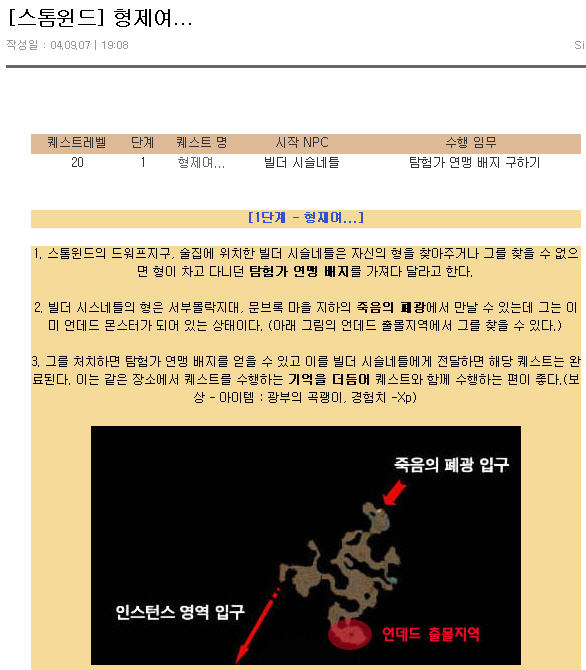 [스톰윈드] 형제여...
작성일 : 04.09.07 | 19:08
Si
퀘스트레벨 단계 퀘스트 명 시작 NPC 수행 임무
20 1 형제여... 빌더 시슬네틀 탐험가 연맹 배지 구하기
[1단계 - 형제여...]
1. 스톰윈드의 드워프지구, 술집에 위치한 빌더 시슬네틀은 자신의 형을 찾아주거나 그를 찾을 수 없으
면 형이 차고 다니던 탐험가 연맹 배지를 가져다 달라고 한다.
2. 빌더 시스네틀의 형은 서부몰락지대, 문브룩 마을 지하의 죽음의 폐광에서 만날 수 있는데 그는 이
미 언데드 몬스터가 되어 있는 상태이다. (아래 그림의 언데드 출몰지역에서 그를 찾을 수 있다.)
3. 그를 처치하면 탐험가 연맹 배지를 얻을 수 있고 이를 빌더 시슬네틀에게 전달하면 해당 퀘스트는 완
료된다. 이는 같은 장소에서 퀘스트를 수행하는 기억을 더듬어 퀘스트와 함께 수행하는 편이 좋다.(보
상 - 아이템 : 광부의 곡괭이, 경험치 -Xp)
죽음의 폐광 입구
인스턴스 영역 입구
언데드 출몰지역